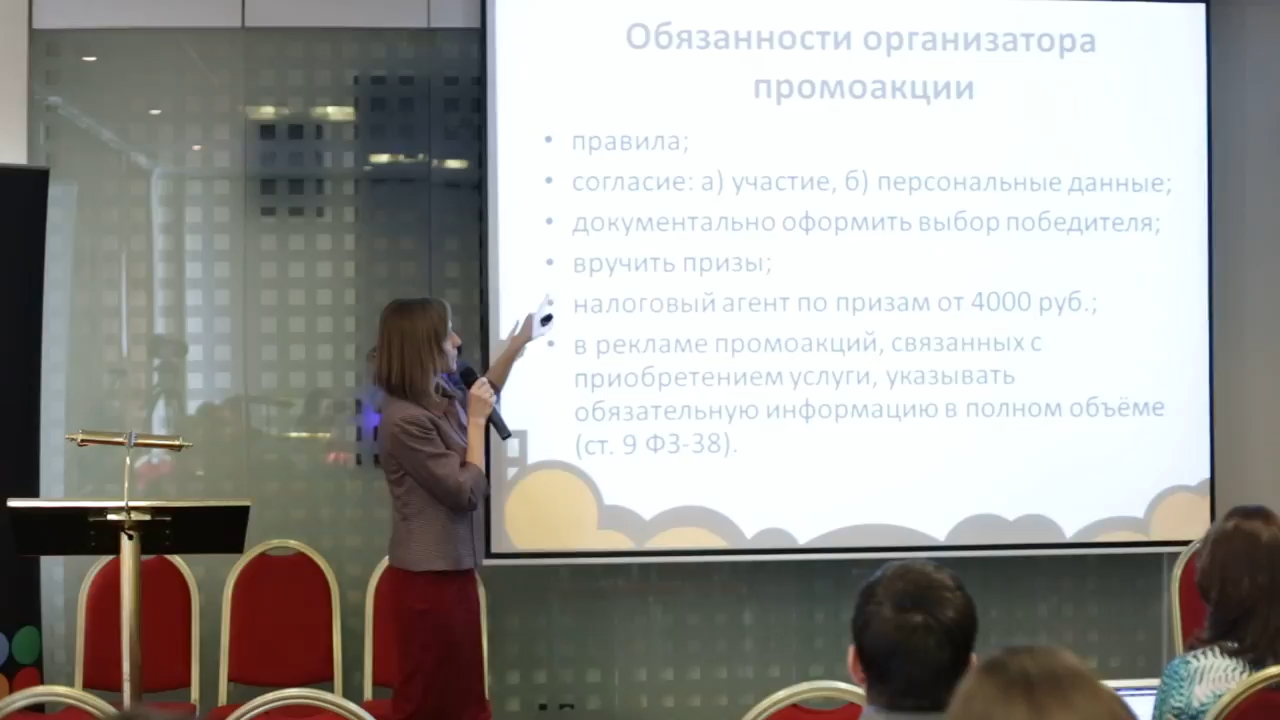 Обязанности организатора
промоакции
• правила;
• согласие: а) участие, б) персональные данные;
• документально оформить выбор победителя;
• вручить призы;
• налоговый агент по призам от 4000 руб.;
• в рекламе промоакций, связанных с
приобретением услуги, указывать
обязательную информацию в полном объёме
(ст. 9 ФЗ-38).